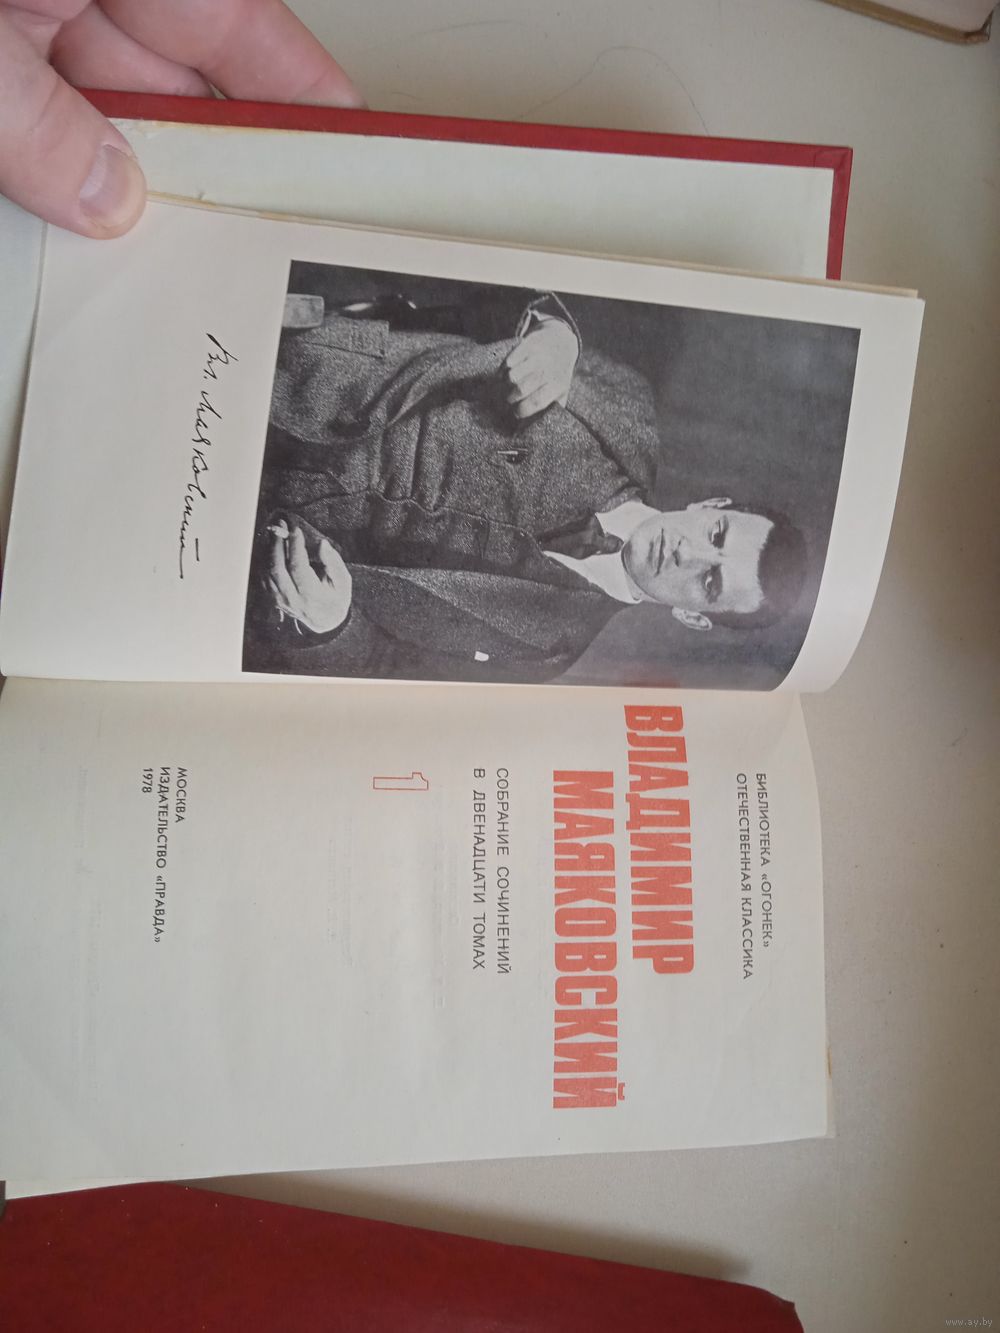 Вл. Маяковский
БИБЛИОТЕКА «ОГОНЕК»
ОТЕЧЕСТВЕННАЯ КЛАССИКА
ВЛАДИМИР
МАЯКОВСКИЙ
СОБРАНИЕ СОЧИНЕНИЙ
В ДВЕНАДЦАТИ ТОМАХ
1
МОСКВА
ИЗДАТЕЛЬСТВО «ПРАВДА»
1978
www.ay.by